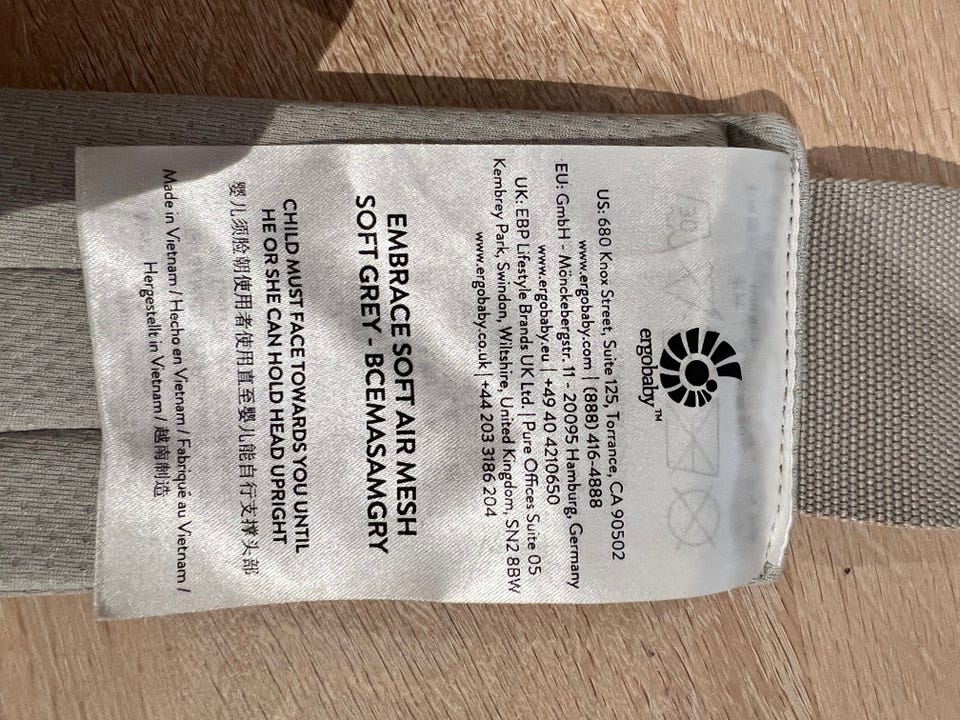 ergobaby™
US: 680 Knox Street, Suite 125, Torrance, CA 90502
www.ergobaby.com | (888) 416-4888
EU: GmbH - Mönckebergstr. 11 - 20095 Hamburg, Germany
www.ergobaby.eu | +49 40 4210650
UK: EBP Lifestyle Brands UK Ltd. | Pure Offices Suite 05
Kembrey Park, Swindon, Wiltshire, United Kingdom, SN2 8BW
www.ergobaby.co.uk | +44 203 3186 204
EMBRACE SOFT AIR MESH
SOFT GREY - BCEMASAMGRY
CHILD MUST FACE TOWARDS YOU UNTIL
HE OR SHE CAN HOLD HEAD UPRIGHT
婴儿须脸朝使用者使用直至婴儿能自行支撑头部
Made in Vietnam / Hecho en Vietnam / Fabriqué au Vietnam /
Hergestellt in Vietnam / 越南制造